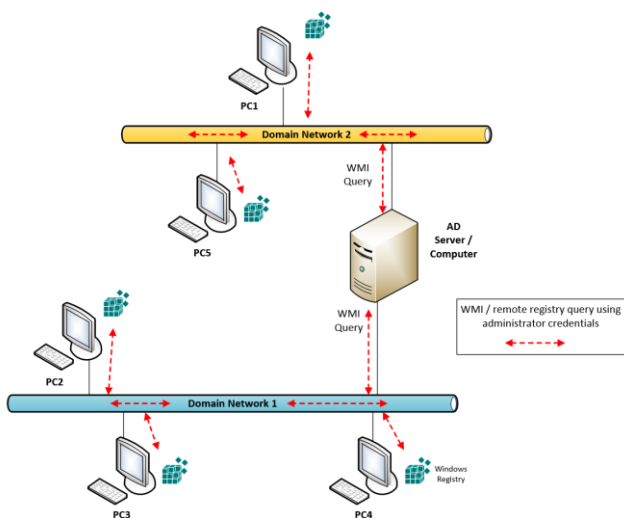 PC1
Domain Network 2
WMI
Query
PC5
AD
Server /
Computer
WMI
Query
WMI / remote registry query using
administrator credentials
PC2
Domain Network 1
Windows
Registry
PC3
PC4